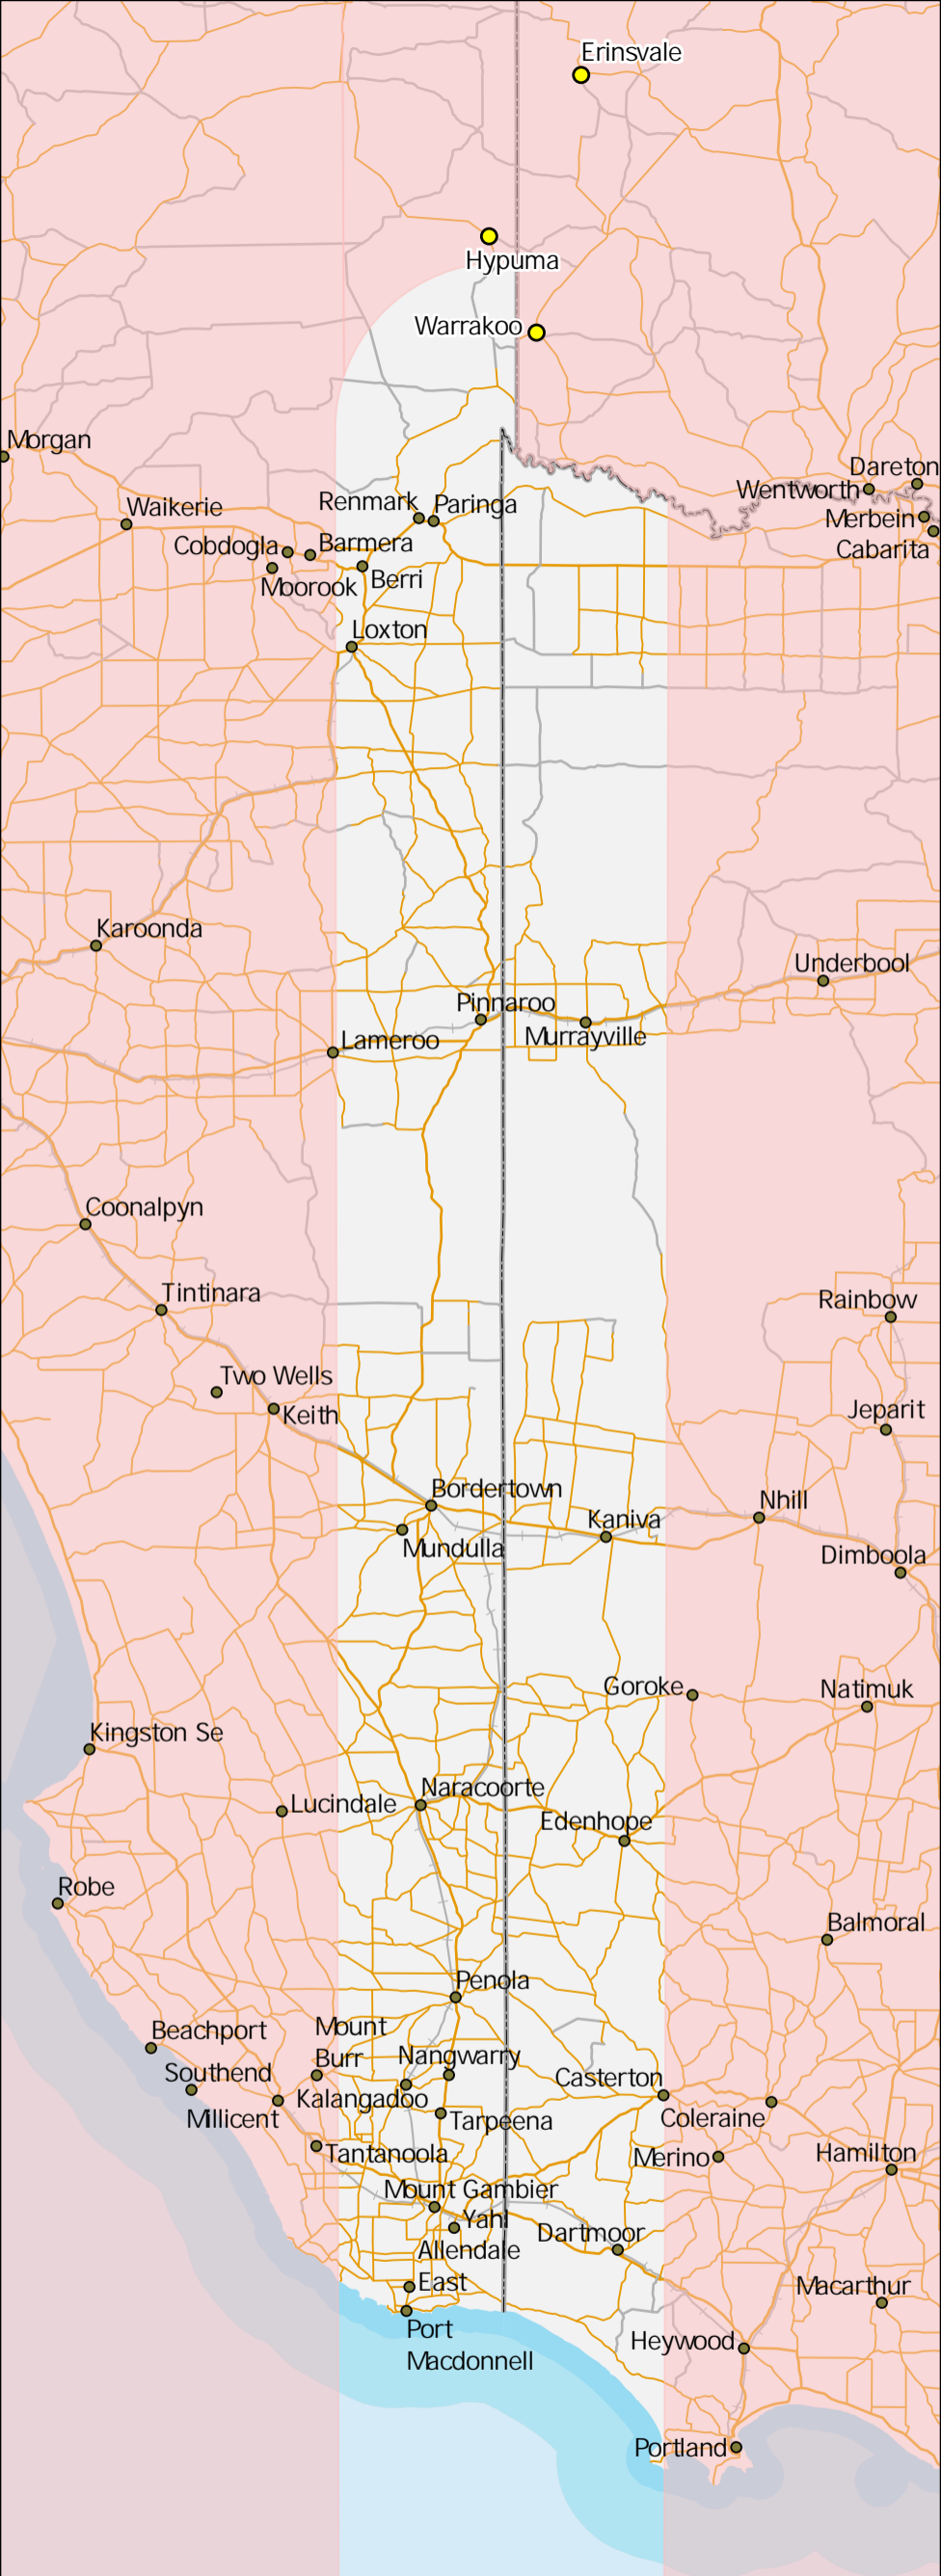 Erinsvale
Hypuma
Warrakoo
Morgan
Dareton
Wentworth
Renmark
Paringa
Waikerie
Merbein
Cobdogla
Barmera
Cabarita
Moorook
Berri
Loxton
Karoonda
Underbool
Pinnaroo
Murrayville
Lameroo
Coonalpyn
Tintinara
Rainbow
Two Wells
Keith
Jeparit
Bordertown
Nhill
Kaniva
Mundulla
Dimboola
Goroke
Natimuk
Kingston Se
Naracoorte
Lucindale
Edenhope
Robe
Balmoral
Penola
Beachport
Mount
Burr
Nangwarry
Southend
Casterton
Kalangadoo
Millicent
Coleraine
Tarpeena
Tantanoola
Merino
Hamilton
Mount Gambier
Yahl
Dartmoor
Allendale
East
Macarthur
Port
Macdonnell
Heywood
Portland